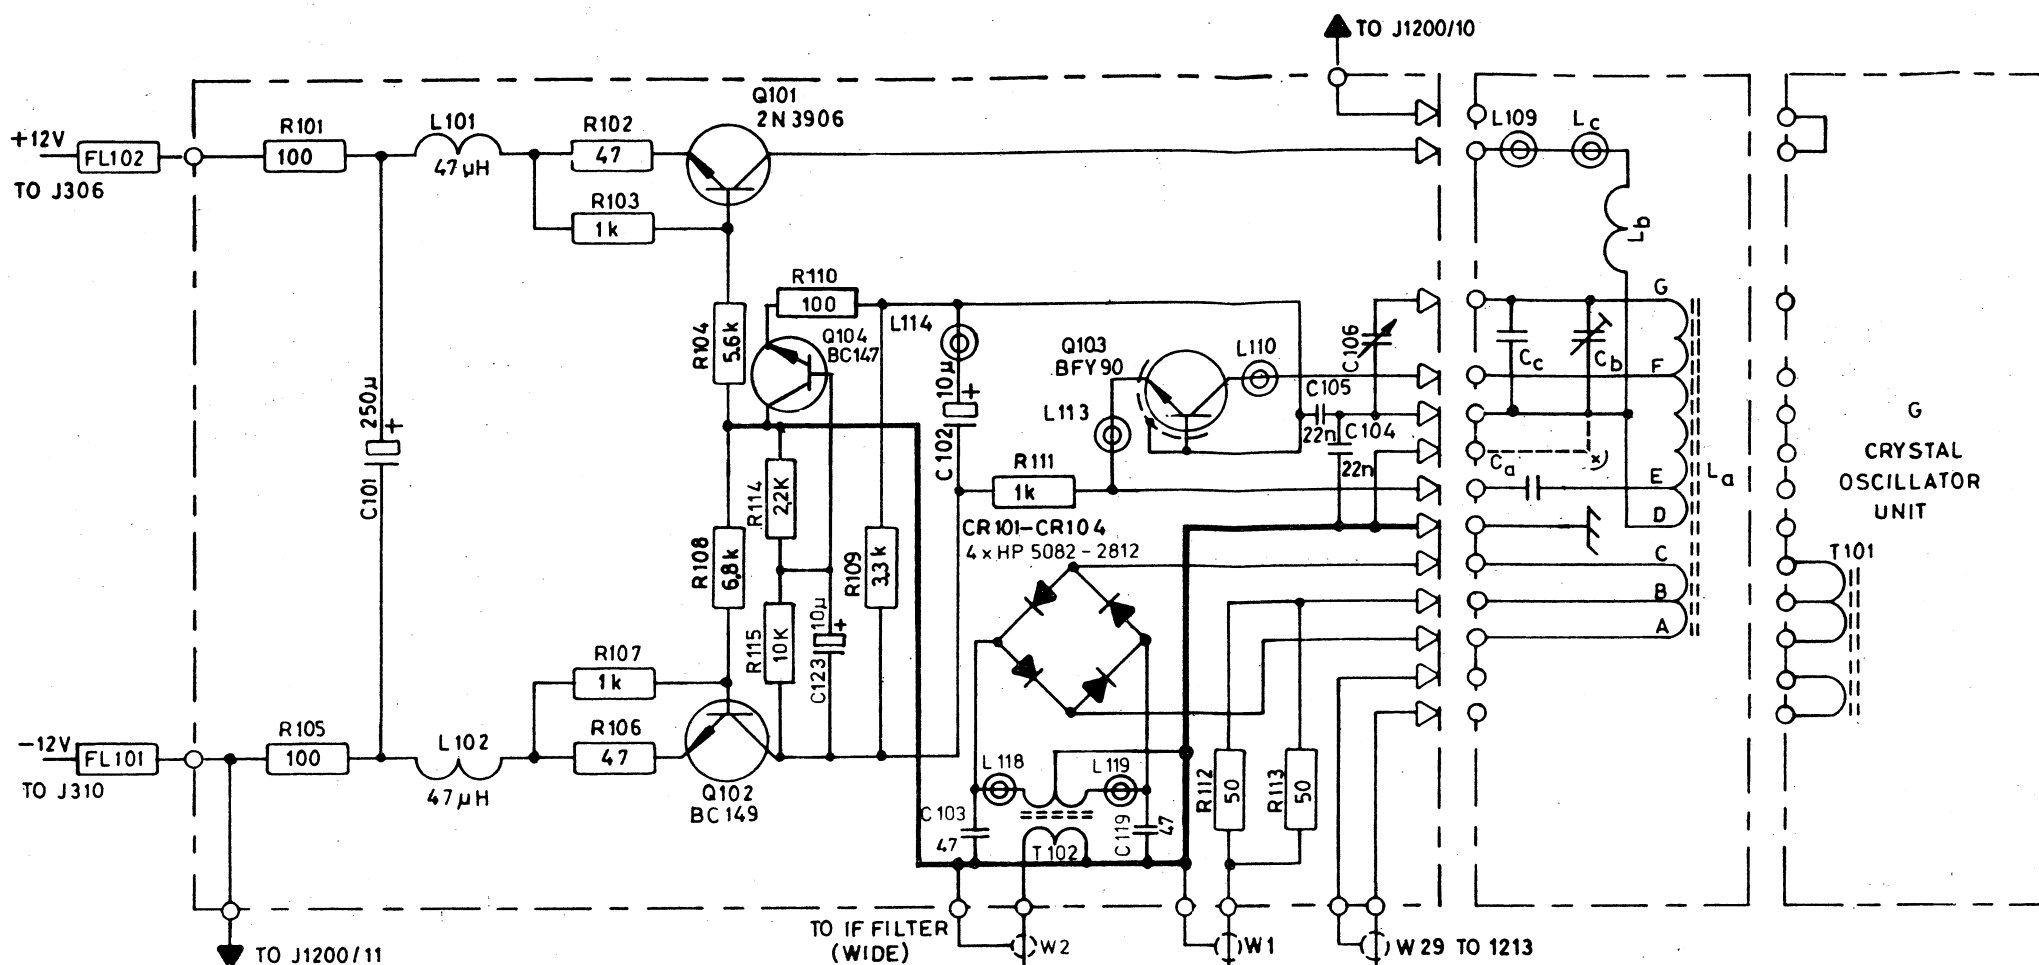 TO J1200/10
Q101
2N3906
+12V
FL102
TO J306
R101
100
L101
47µH
R102
47
R103
1k
L109
Lc
Lb
R110
100
L114
Q104
BC147
R104
5.6k
10µ
+
C102
Q103
BFY90
L110
L113
C106
C105
22n
C104
22n
G
Cc
Cb
F
Ca
x)
E
D
La
C
B
A
G
CRYSTAL
OSCILLATOR
UNIT
T101
250µ
+
C101
R111
1k
CR101-CR104
4 x HP 5082-2812
R114
2,2K
R108
6,8k
R109
3.3k
R115
10K
C123
10µ
+
R107
1k
-12V
FL101
TO J310
R105
100
L102
47µH
R106
47
Q102
BC149
L118
L119
C103
47
T102
C119
47
R112
50
R113
50
TO IF FILTER
(WIDE)
W2
W1
W29 TO 1213
TO J1200/11